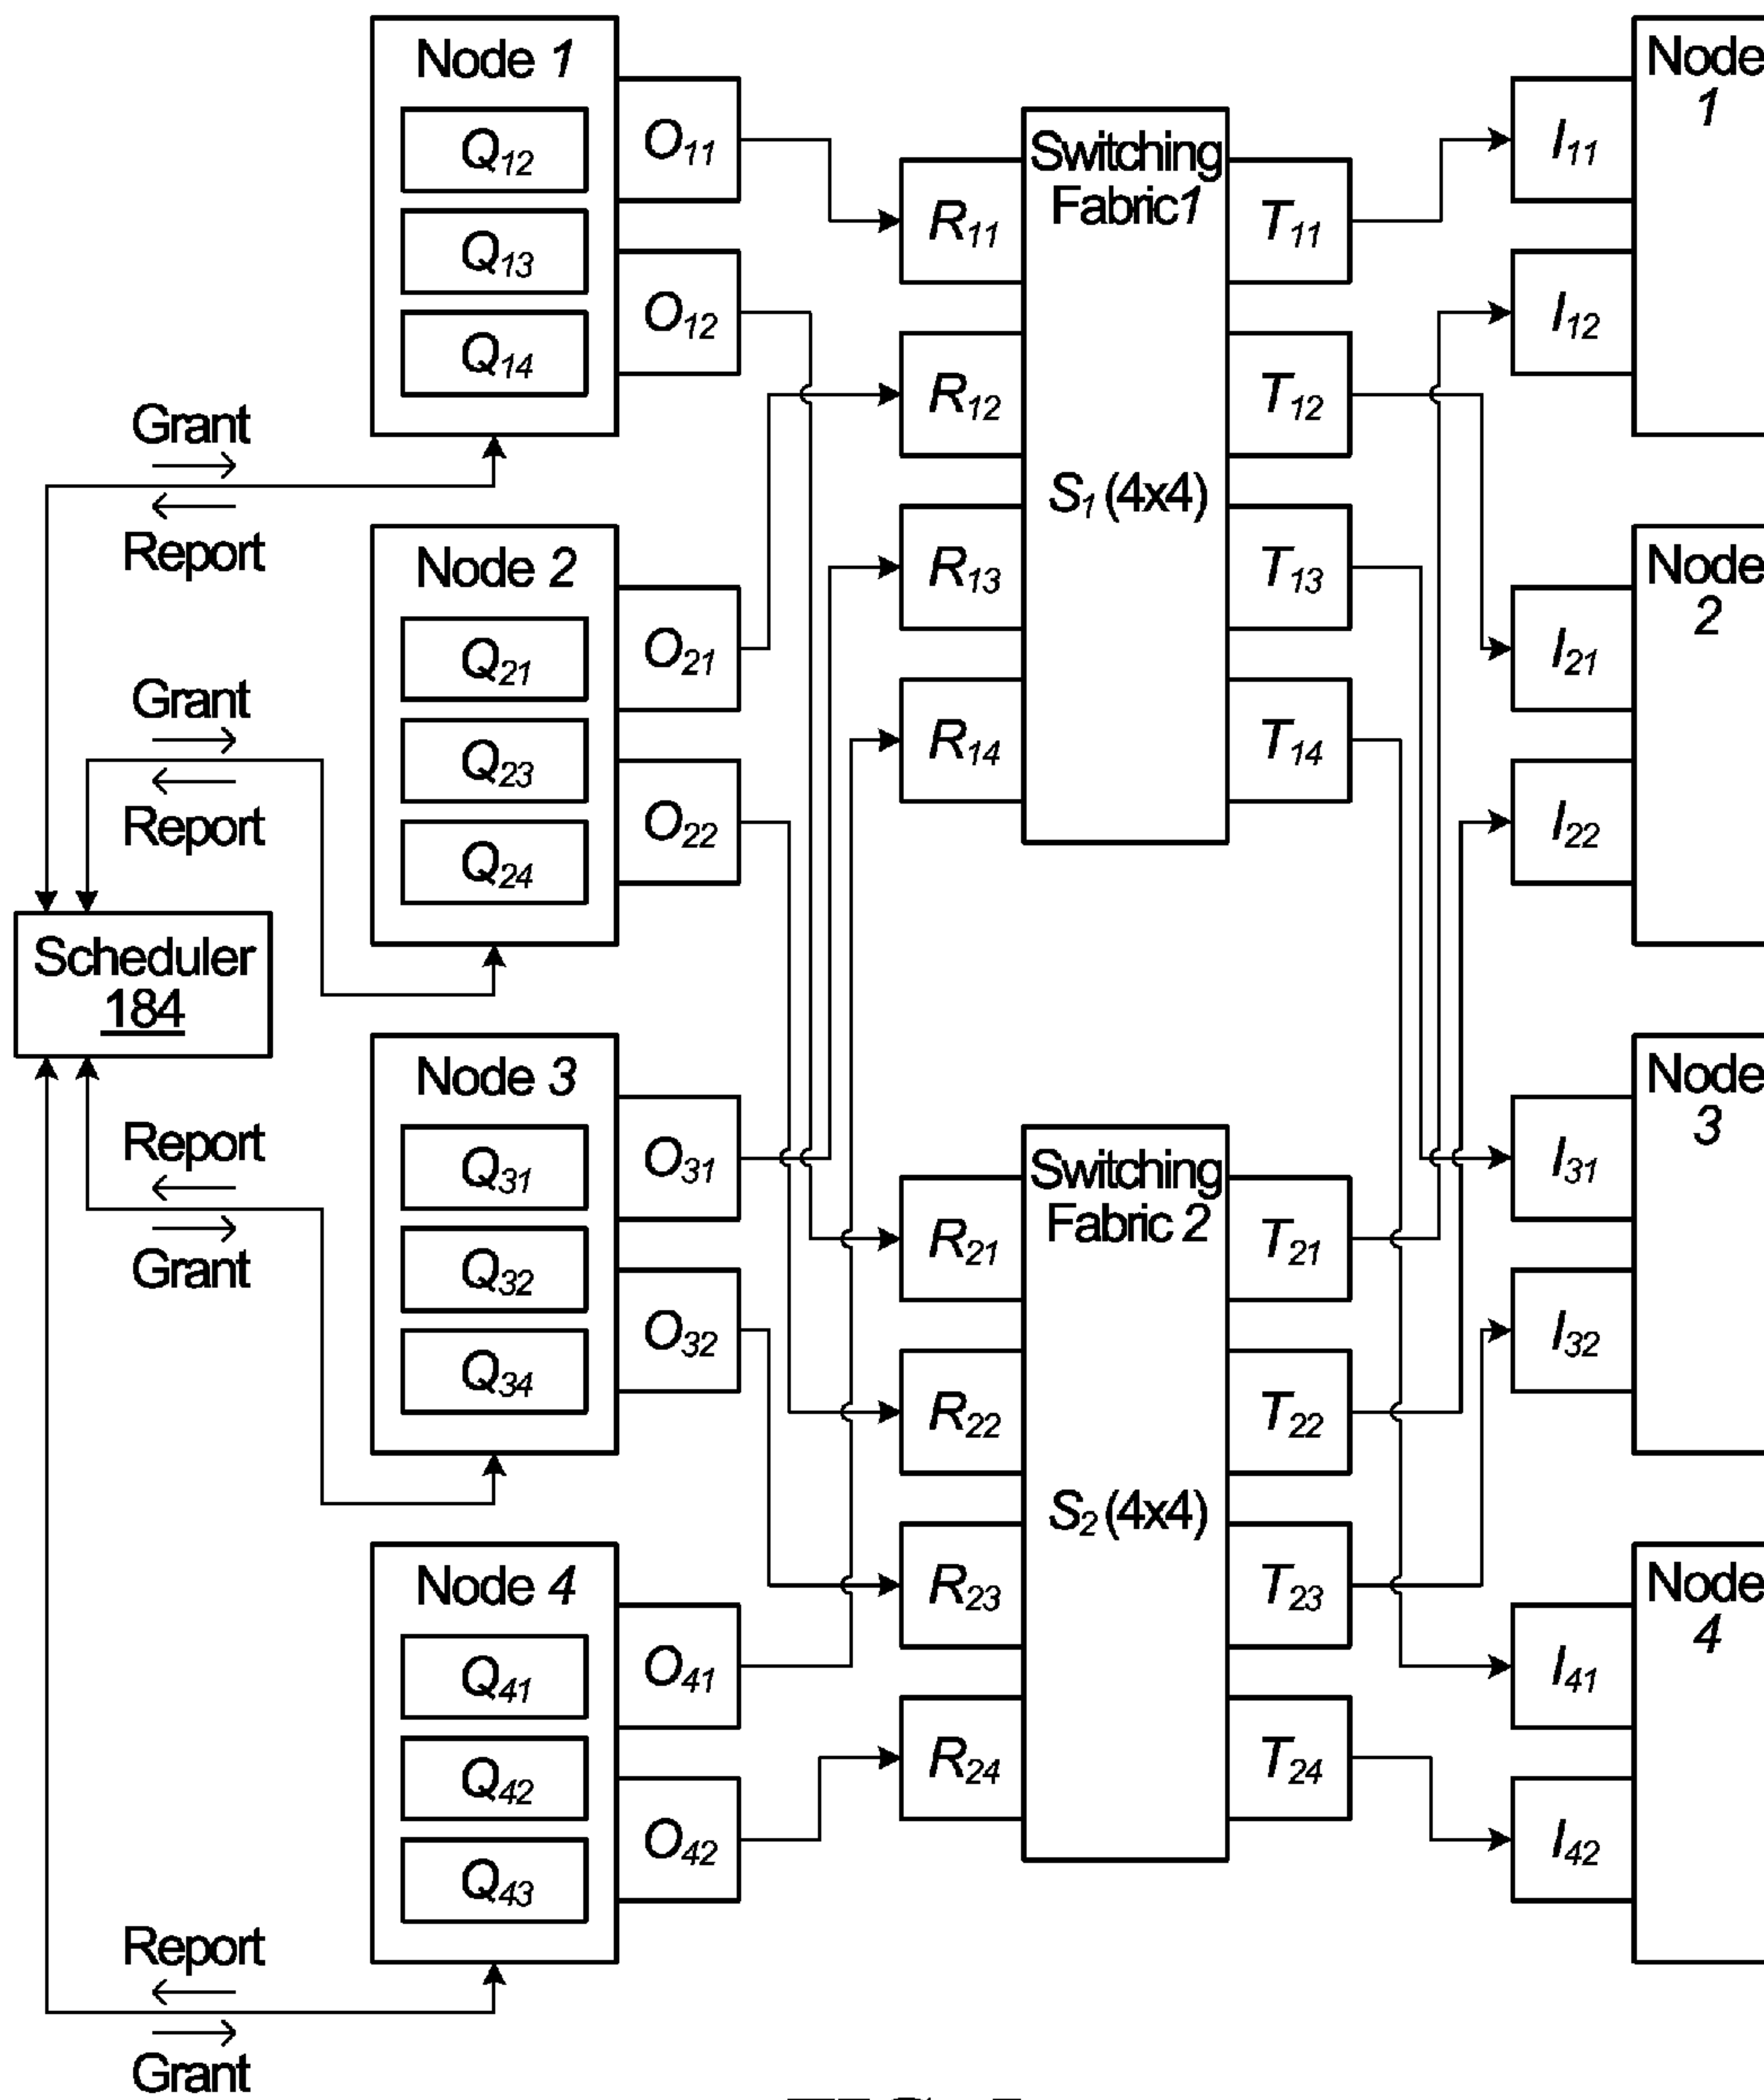 Node 1
Q12
Q13
Q14
O11
O12
Grant
Report
Node 2
Q21
Q23
Q24
O21
O22
Grant
Report
Scheduler
184
Node 3
Q31
Q32
Q34
O31
O32
Report
Grant
Node 4
Q41
Q42
Q43
O41
O42
Report
Grant
Switching
Fabric1
S1 (4x4)
R11
R12
R13
R14
T11
T12
T13
T14
Switching
Fabric 2
S2 (4x4)
R21
R22
R23
R24
T21
T22
T23
T24
I11
I12
Node
1
I21
I22
Node
2
I31
I32
Node
3
I41
I42
Node
4